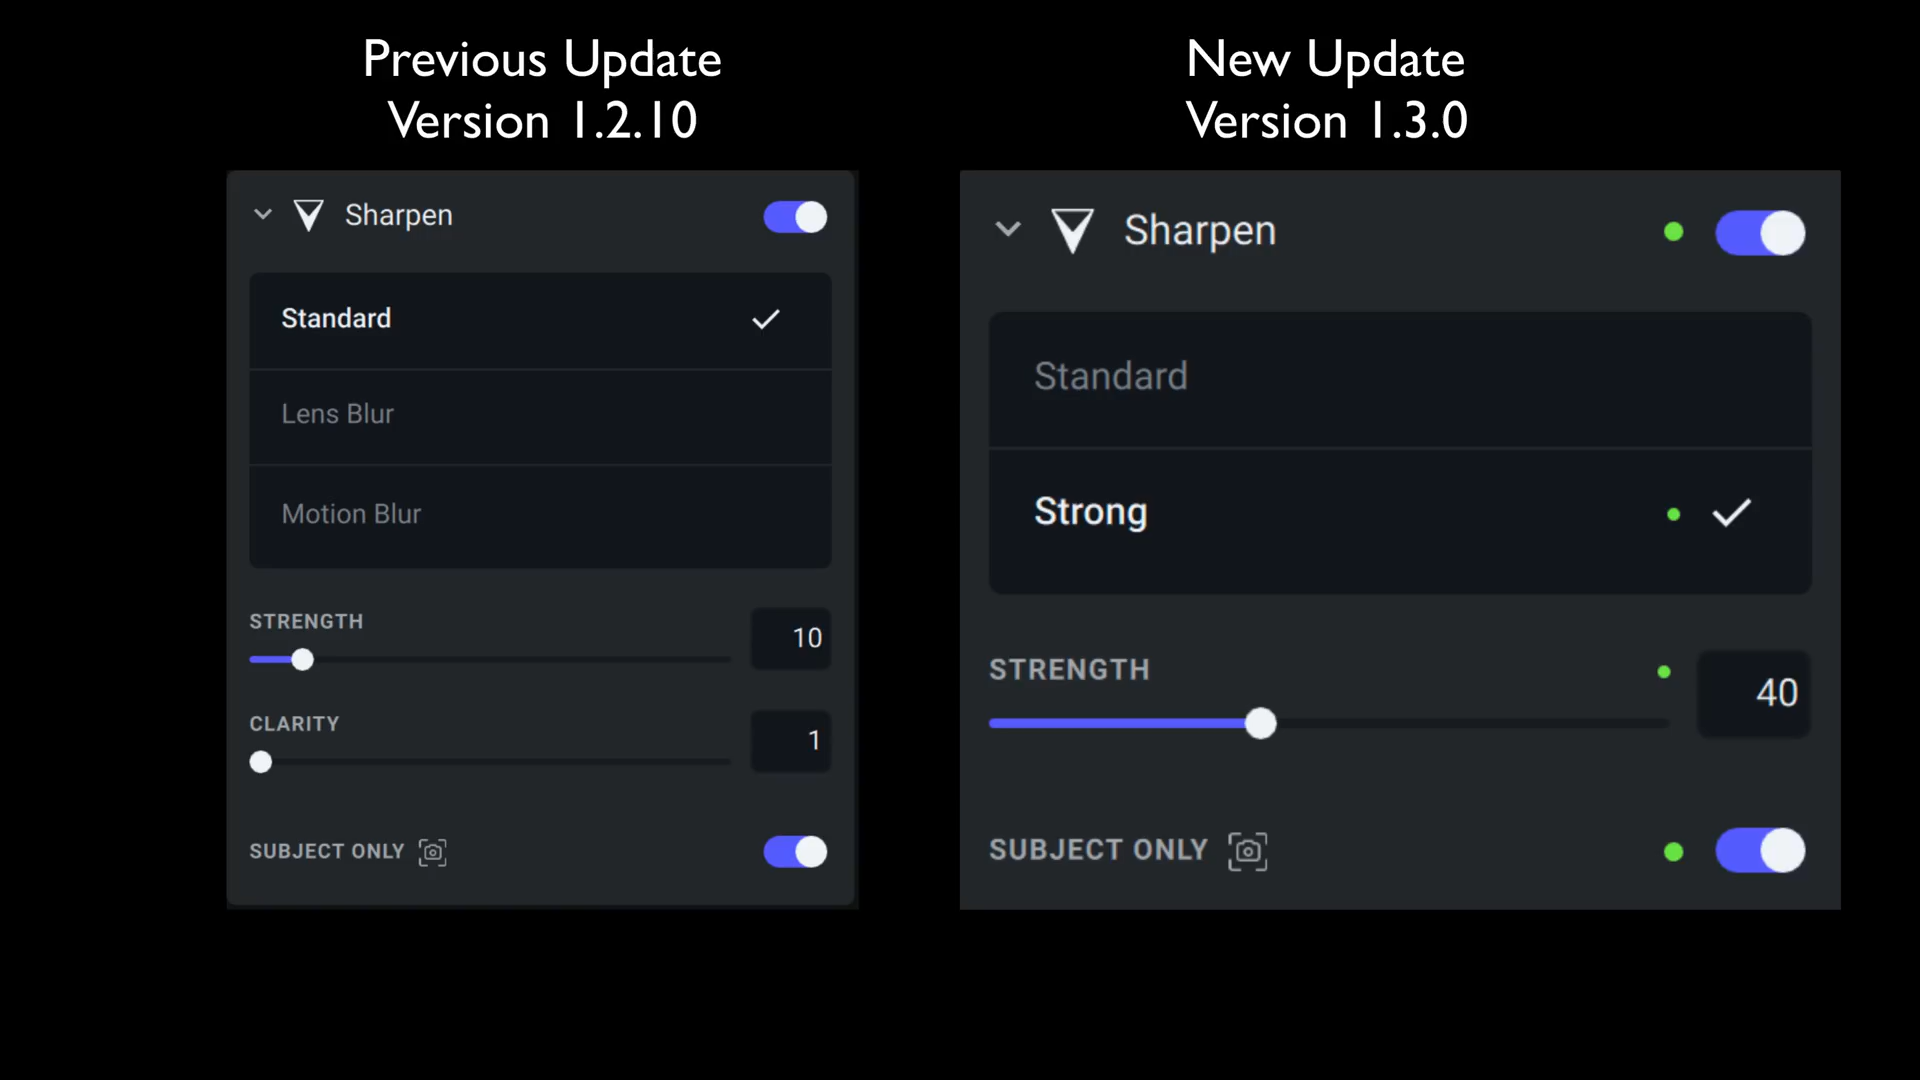 Previous Update
Version 1.2.10
Sharpen
Standard
Lens Blur
Motion Blur
STRENGTH
10
CLARITY
1
SUBJECT ONLY
New Update
Version 1.3.0
Sharpen
Standard
Strong
STRENGTH
40
SUBJECT ONLY